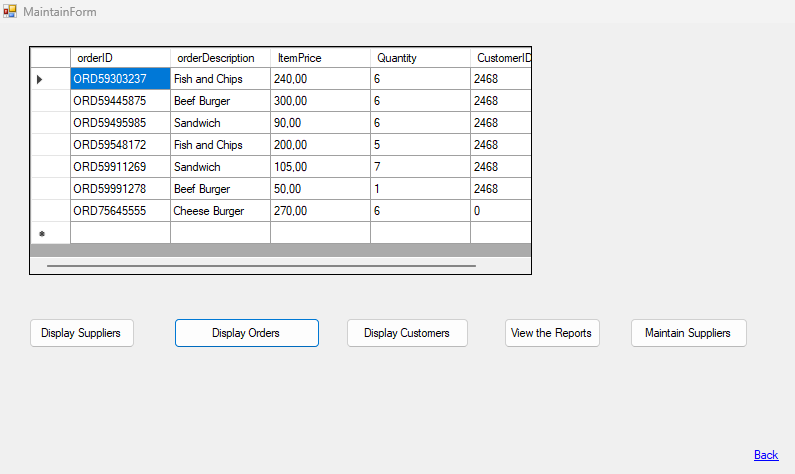 MaintainForm
orderID orderDescription ItemPrice Quantity CustomerID
ORD59303237 Fish and Chips 240,00 6 2468
ORD59445875 Beef Burger 300,00 6 2468
ORD59495985 Sandwich 90,00 6 2468
ORD59548172 Fish and Chips 200,00 5 2468
ORD59911269 Sandwich 105,00 7 2468
ORD59991278 Beef Burger 50,00 1 2468
ORD75645555 Cheese Burger 270,00 6 0
Display Suppliers Display Orders Display Customers View the Reports Maintain Suppliers
Back